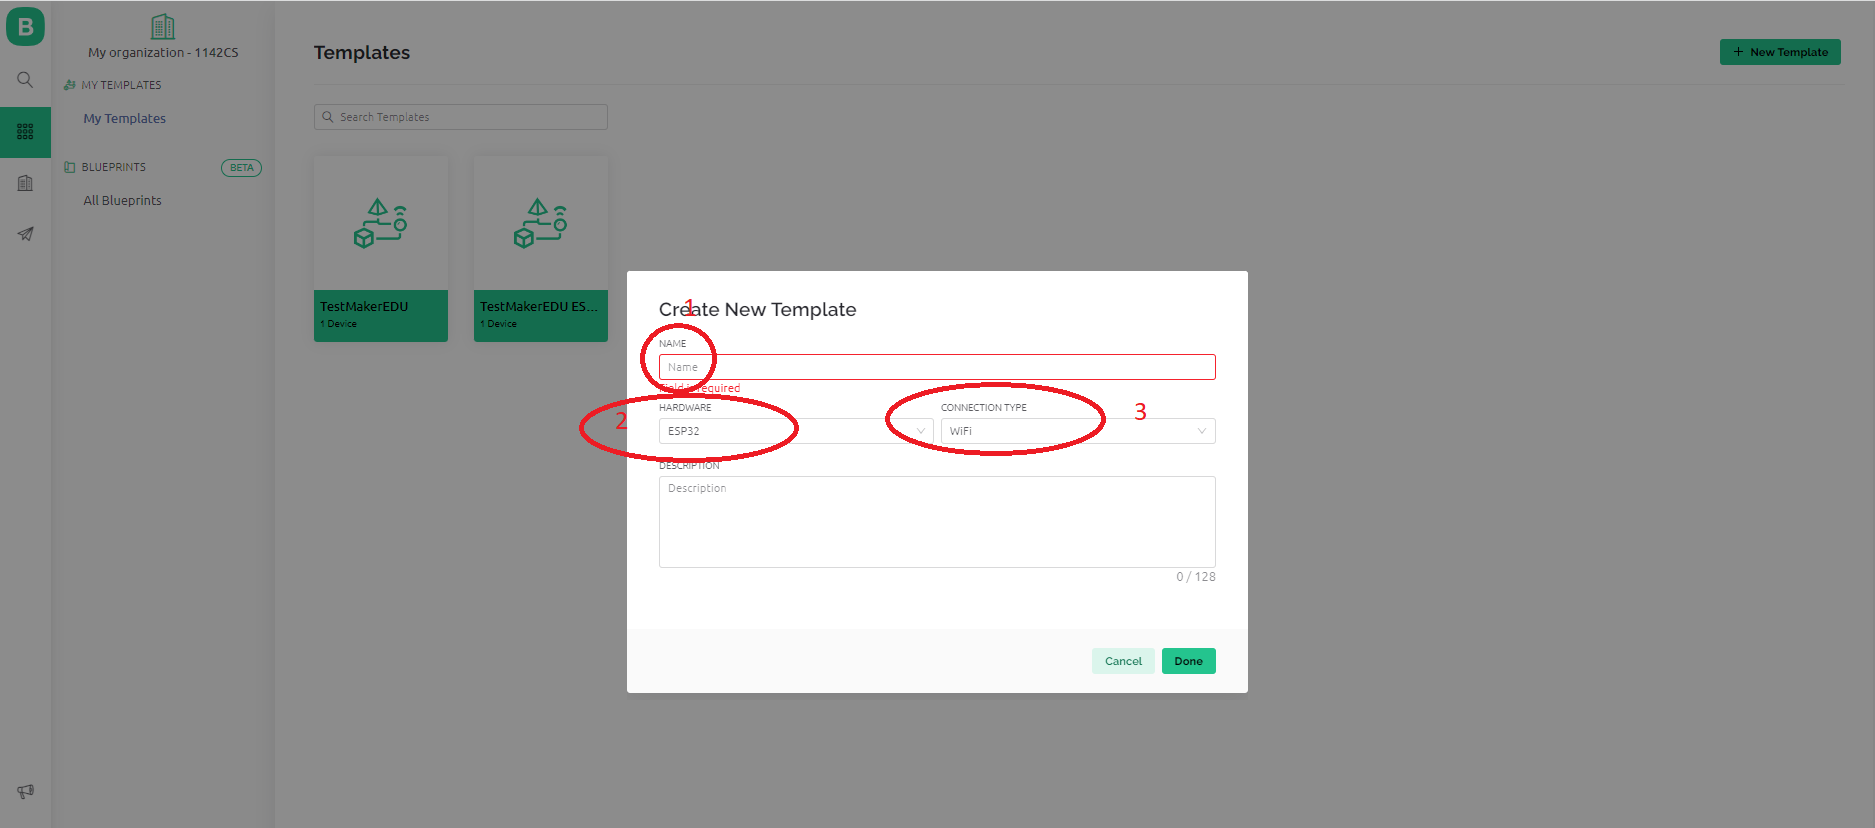 B
My organization - 1142CS
MY TEMPLATES
My Templates
BLUEPRINTS
BETA
All Blueprints
Templates
+ New Template
Search Templates
TestMakerEDU
1 Device
TestMakerEDU ES...
1 Device
Create New Template
1
NAME
Name
Field is required
HARDWARE
2
ESP32
CONNECTION TYPE
3
WiFi
DESCRIPTION
Description
0 / 128
Cancel
Done